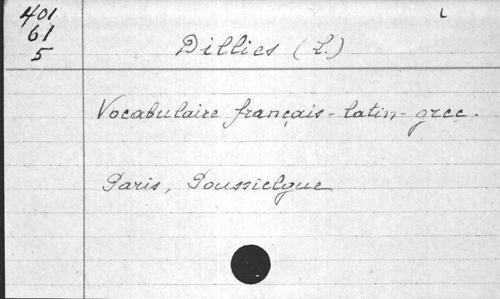 401
61
5
L
Dillies (L.)
Vocabulaire français-latin-grec.
Paris, Poussielgue